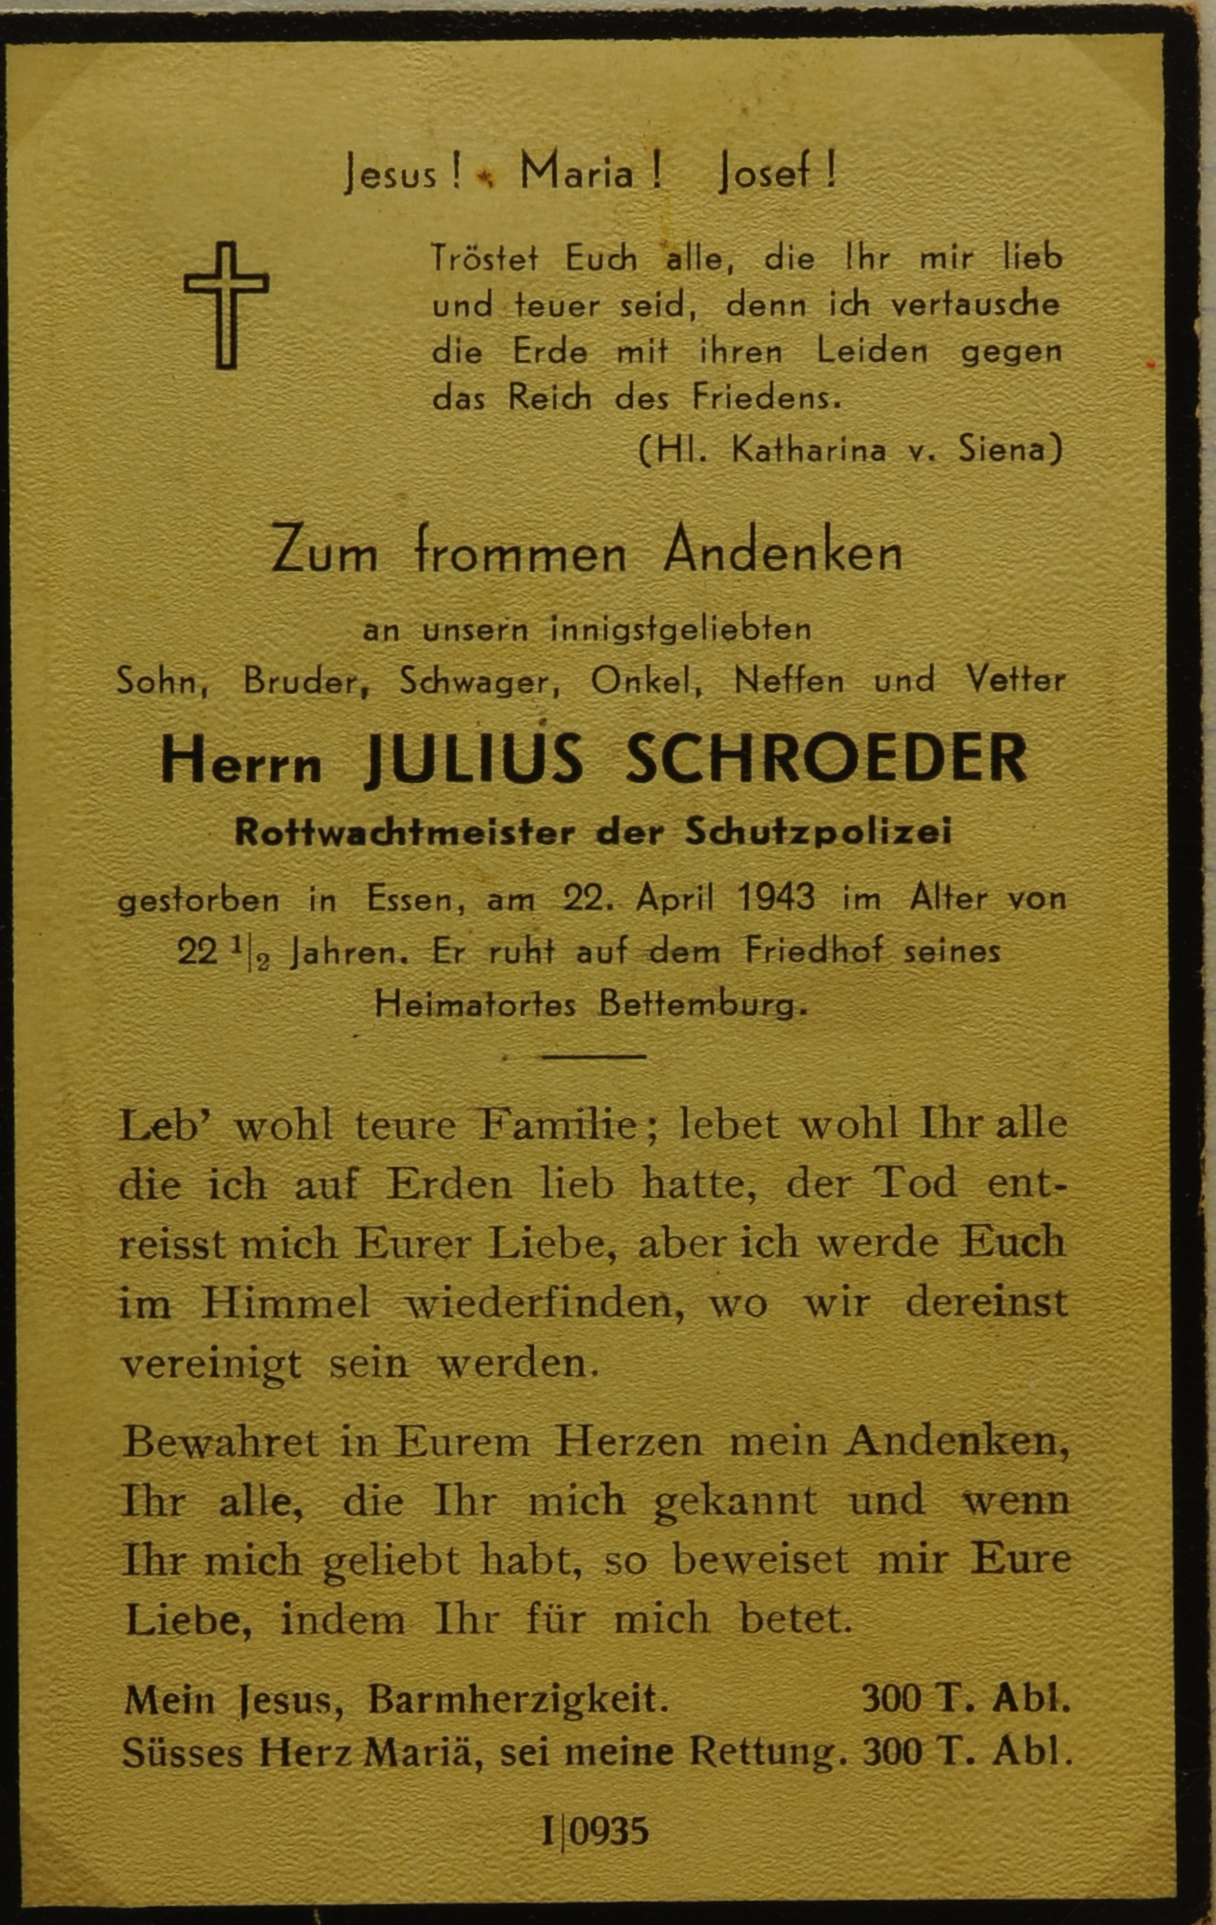 Jesus ! Maria ! Josef !
Tröstet Euch alle, die Ihr mir lieb
und teuer seid, denn ich vertausche
die Erde mit ihren Leiden gegen
das Reich des Friedens.
(Hl. Katharina v. Siena)
Zum frommen Andenken
an unsern innigstgeliebten
Sohn, Bruder, Schwager, Onkel, Neffen und Vetter
Herrn JULIUS SCHROEDER
Rottwachtmeister der Schutzpolizei
gestorben in Essen, am 22. April 1943 im Alter von
22 1/2 Jahren. Er ruht auf dem Friedhof seines
Heimatortes Bettemburg.
Leb' wohl teure Familie; lebet wohl Ihr alle
die ich auf Erden lieb hatte, der Tod ent-
reisst mich Eurer Liebe, aber ich werde Euch
im Himmel wiederfinden, wo wir dereinst
vereinigt sein werden.
Bewahret in Eurem Herzen mein Andenken,
Ihr alle, die Ihr mich gekannt und wenn
Ihr mich geliebt habt, so beweiset mir Eure
Liebe, indem Ihr für mich betet.
Mein Jesus, Barmherzigkeit. 300 T. Abl.
Süsses Herz Mariä, sei meine Rettung. 300 T. Abl.
I|0935